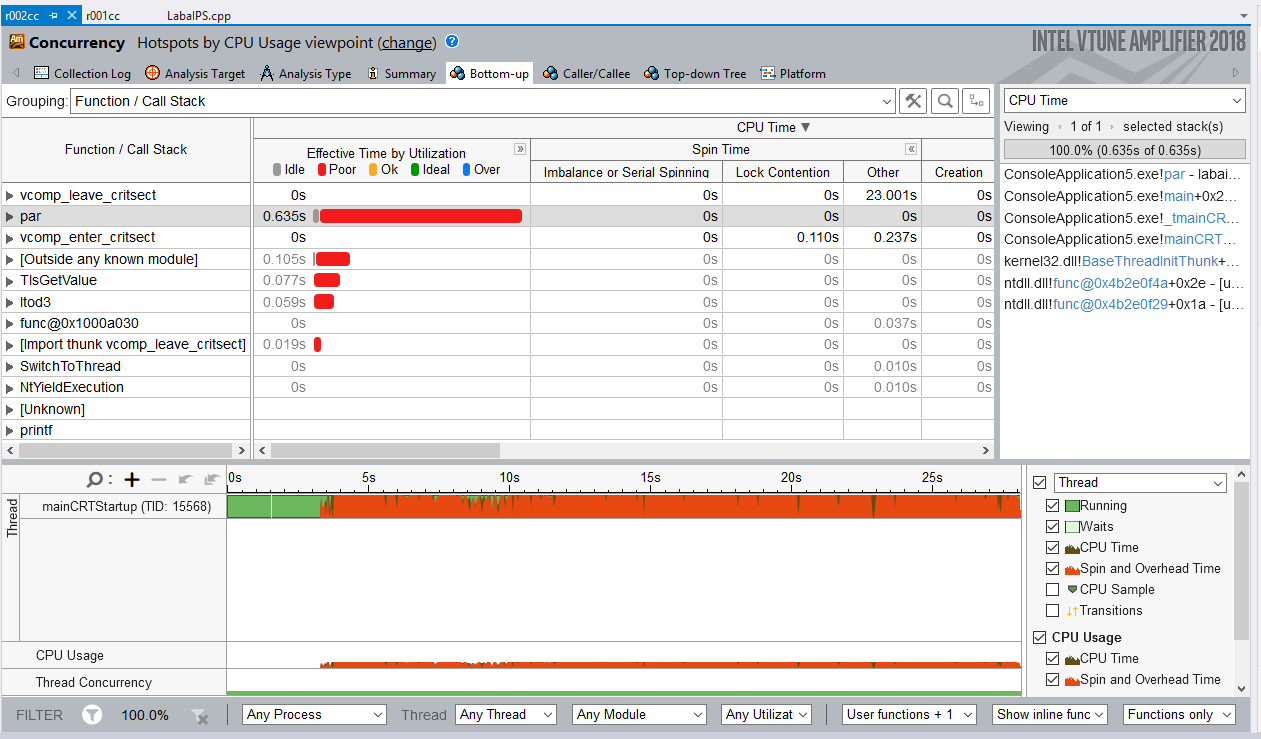 r002cc r001cc LabaIPS.cpp
Concurrency Hotspots by CPU Usage viewpoint (change) ? INTEL VTUNE AMPLIFIER 2018
Collection Log Analysis Target Analysis Type Summary Bottom-up Caller/Callee Top-down Tree Platform
Grouping: Function / Call Stack
CPU Time
Viewing 1 of 1 selected stack(s)
100.0% (0.635s of 0.635s)
ConsoleApplication5.exe!par - labai...
ConsoleApplication5.exe!main+0x2...
ConsoleApplication5.exe!_tmainCR...
ConsoleApplication5.exe!mainCRT...
kernel32.dll!BaseThreadInitThunk+...
ntdll.dll!func@0x4b2e0f4a+0x2e - [u...
ntdll.dll!func@0x4b2e0f29+0x1a - [u...
Function / Call Stack
CPU Time
Effective Time by Utilization
Idle Poor Ok Ideal Over
Spin Time
Imbalance or Serial Spinning Lock Contention Other Creation
vcomp_leave_critsect 0s 0s 0s 23.001s 0s
par 0.635s 0s 0s 0s 0s
vcomp_enter_critsect 0s 0s 0.110s 0.237s 0s
[Outside any known module] 0.105s 0s 0s 0s 0s
TlsGetValue 0.077s 0s 0s 0s 0s
ltod3 0.059s 0s 0s 0s 0s
func@0x1000a030 0s 0s 0s 0.037s 0s
[Import thunk vcomp_leave_critsect] 0.019s 0s 0s 0s 0s
SwitchToThread 0s 0s 0s 0.010s 0s
NtYieldExecution 0s 0s 0s 0.010s 0s
[Unknown]
printf
0s 5s 10s 15s 20s 25s
Thread
mainCRTStartup (TID: 15568)
CPU Usage
Thread Concurrency
Thread
Running
Waits
CPU Time
Spin and Overhead Time
CPU Sample
Transitions
CPU Usage
CPU Time
Spin and Overhead Time
FILTER 100.0% Any Process Thread Any Thread Any Module Any Utilizat User functions + 1 Show inline func Functions only